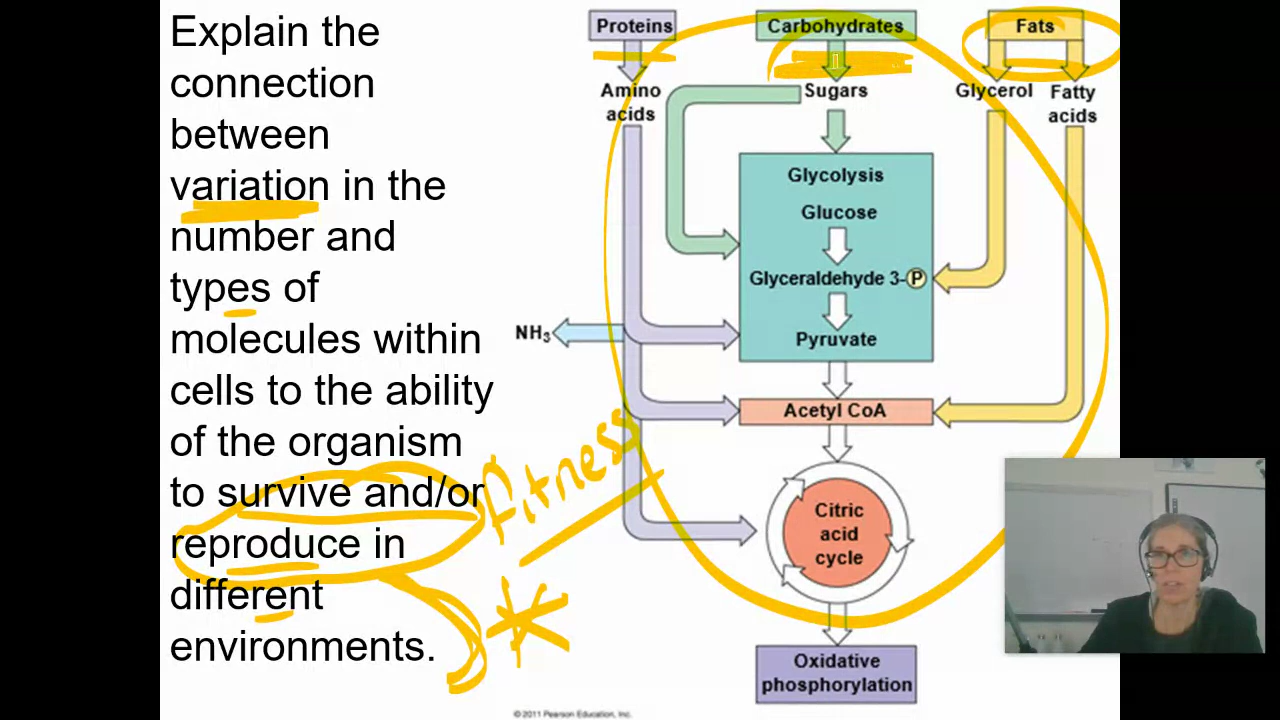 Explain the
connection
between
variation in the
number and
types of
molecules within
cells to the ability
of the organism
to survive and/or
reproduce in
different
environments.
fitness
Proteins
Carbohydrates
Fats
Amino
acids
Sugars
Glycerol
Fatty
acids
Glycolysis
Glucose
Glyceraldehyde 3-P
NH3
Pyruvate
Acetyl CoA
Citric
acid
cycle
Oxidative
phosphorylation
© 2011 Pearson Education, Inc.